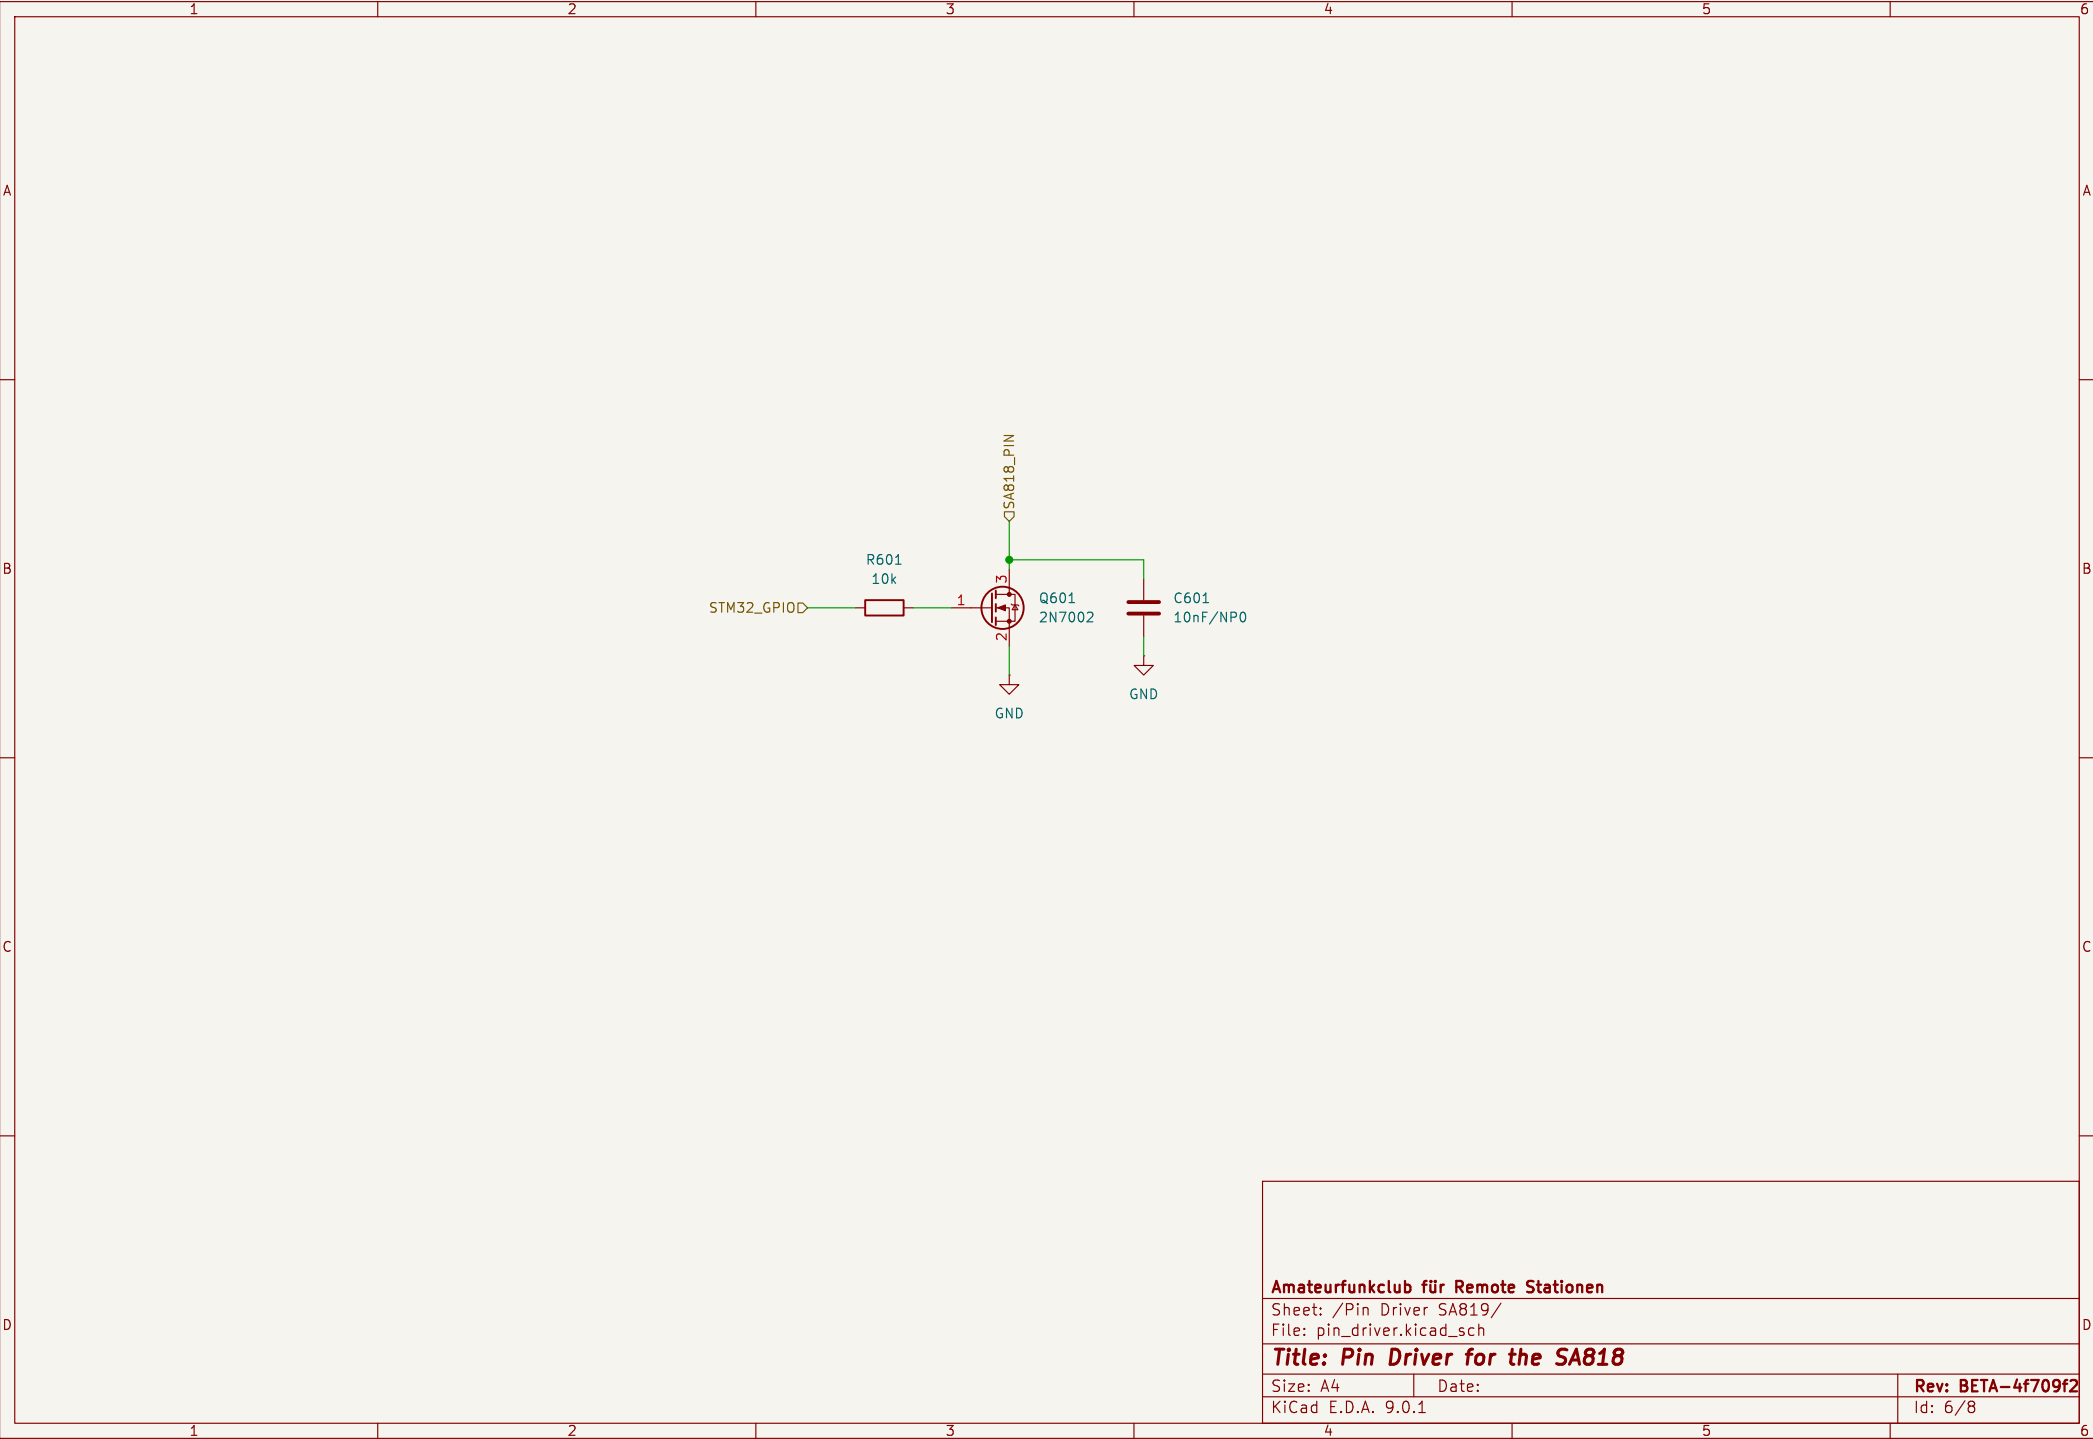 1 2 3 4 5 6
A A
SA818_PIN
R601
10k
B B
STM32_GPIO
1
3
2
Q601
2N7002
C601
10nF/NP0
GND
GND
C C
Amateurfunkclub für Remote Stationen
Sheet: /Pin Driver SA819/
File: pin_driver.kicad_sch
D D
Title: Pin Driver for the SA818
Size: A4 Date: Rev: BETA-4f709f2
KiCad E.D.A. 9.0.1 Id: 6/8
1 2 3 4 5 6